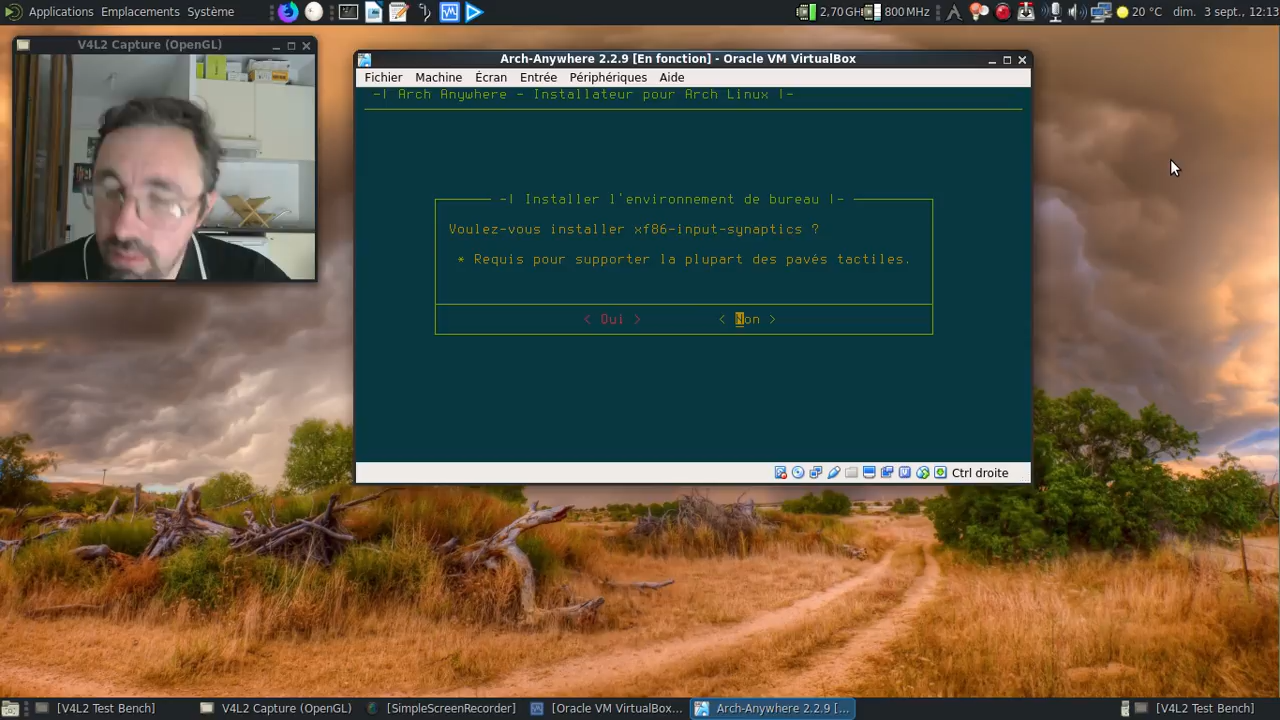 Applications Emplacements Système
2,70 GHz 800 MHz 20 °C dim. 3 sept., 12:13
V4L2 Capture (OpenGL)
Arch-Anywhere 2.2.9 [En fonction] - Oracle VM VirtualBox
Fichier Machine Écran Entrée Périphériques Aide
-| Arch Anywhere - Installateur pour Arch Linux |-
-| Installer l'environnement de bureau |-
Voulez-vous installer xf86-input-synaptics ?
* Requis pour supporter la plupart des pavés tactiles.
< Oui > < Non >
Ctrl droite
[V4L2 Test Bench] V4L2 Capture (OpenGL) [SimpleScreenRecorder] [Oracle VM VirtualBox... Arch-Anywhere 2.2.9 [... [V4L2 Test Bench]